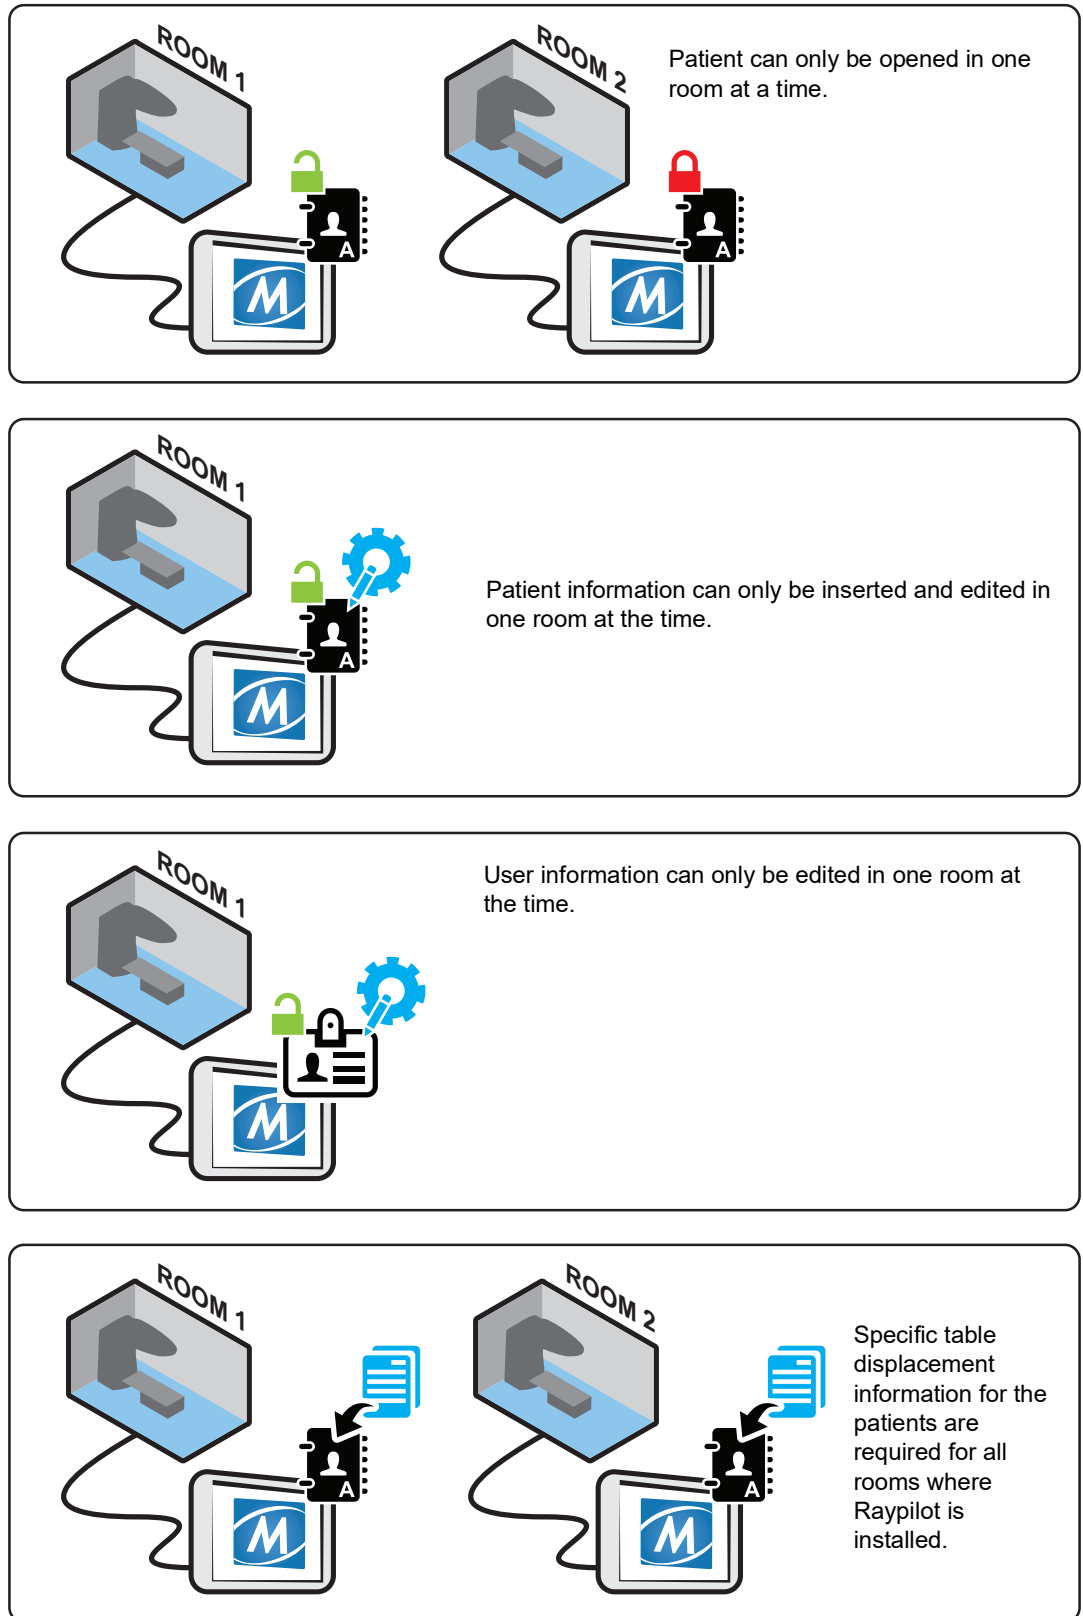 ROOM 1
ROOM 2
Patient can only be opened in one
room at a time.
A
A
M
M
ROOM 1
Patient information can only be inserted and edited in
one room at the time.
A
M
ROOM 1
User information can only be edited in one room at
the time.
M
ROOM 1
ROOM 2
Specific table
displacement
information for the
patients are
required for all
rooms where
Raypilot is
installed.
A
A
M
M